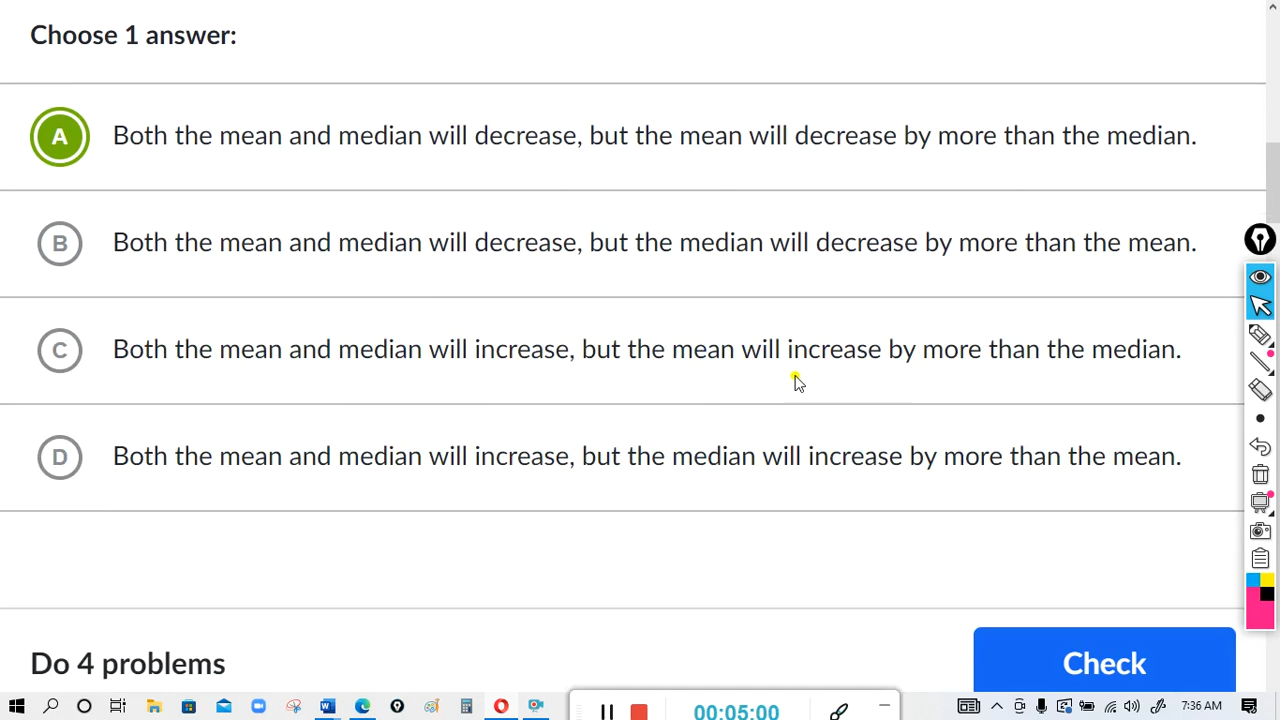 Choose 1 answer:
A Both the mean and median will decrease, but the mean will decrease by more than the median.
B Both the mean and median will decrease, but the median will decrease by more than the mean.
C Both the mean and median will increase, but the mean will increase by more than the median.
D Both the mean and median will increase, but the median will increase by more than the mean.
Do 4 problems
Check
00:05:00
7:36 AM